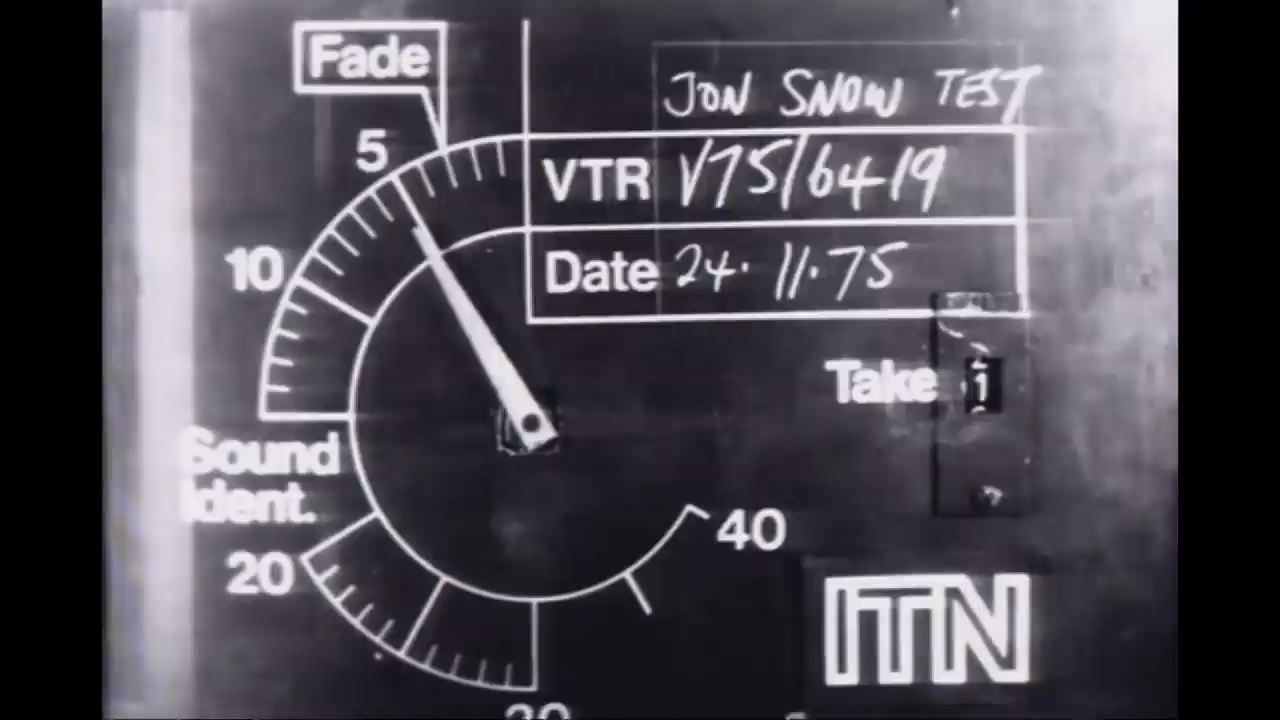 Fade
JON SNOW TEST
5
VTR V75/6419
10
Date 24.11.75
Take 1
Sound
Ident.
40
20
ITN
30